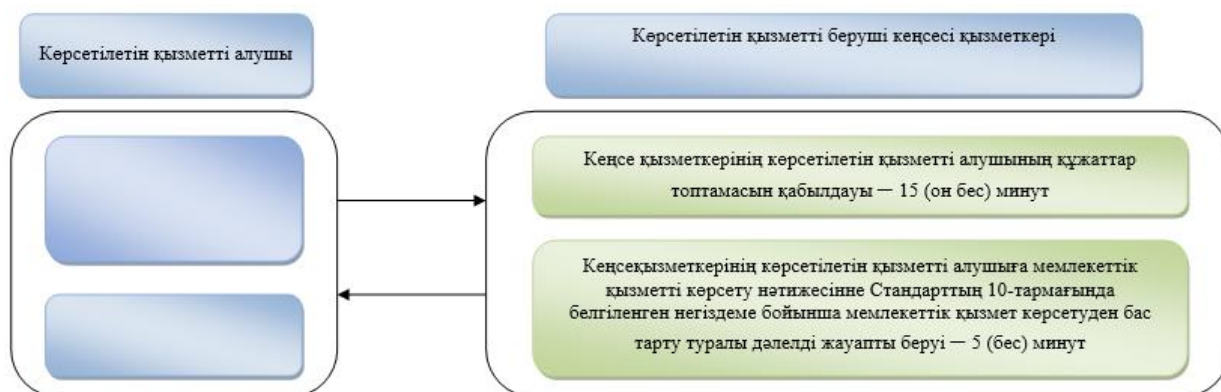 Көрсетілетін қызметті алушы
Көрсетілетін қызметті беруші кеңсесі қызметкері
Кеңсе қызметкерінің көрсетілетін қызметті алушының құжаттар
топтамасын қабылдауы — 15 (он бес) минут
Кеңсеқызметкерінің көрсетілетін қызметті алушыға мемлекеттік
қызметті көрсету нәтижесінне Стандарттың 10-тармағында
белгіленген негіздеме бойынша мемлекеттік қызмет көрсетуден бас
тарту туралы дәлелді жауапты беруі — 5 (бес) минут